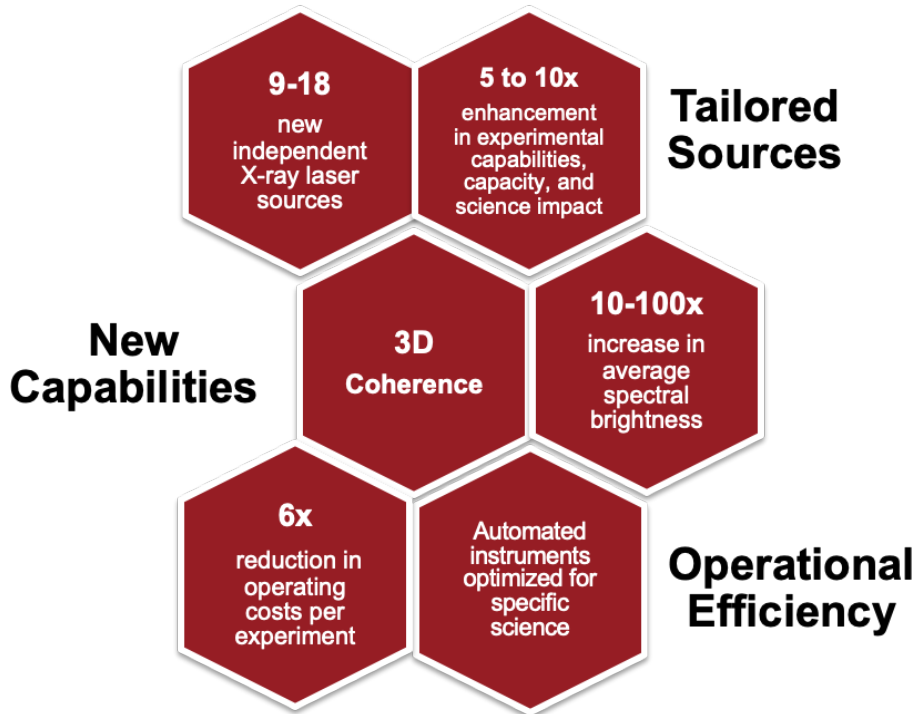 9-18
new
independent
X-ray laser
sources
5 to 10x
enhancement
in experimental
capabilities,
capacity, and
science impact
Tailored
Sources
New
Capabilities
3D
Coherence
10-100x
increase in
average
spectral
brightness
6x
reduction in
operating
costs per
experiment
Automated
instruments
optimized for
specific
science
Operational
Efficiency